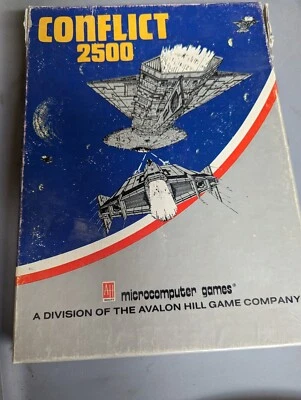 CONFLICT
2500
AH microcomputer games®
A DIVISION OF THE AVALON HILL GAME COMPANY